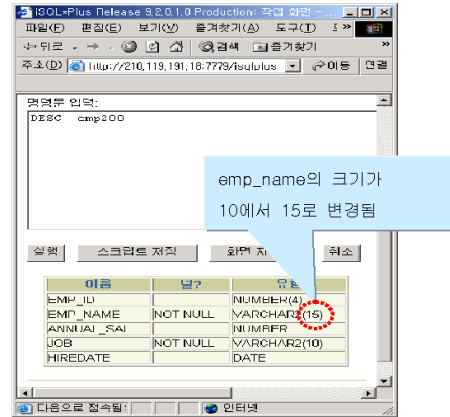 iSQL*Plus Release 9.2.0.1.0 Production: 작업 화면 - ...
파일(F) 편집(E) 보기(V) 즐겨찾기(A) 도구(T) »
뒤로 검색 즐겨찾기 »
주소(D) http://210.119.191.18:7779/isqlplus 이동 연결
명령문 입력:
DESC emp200
emp_name의 크기가
10에서 15로 변경됨
실행 스크립트 저장 화면 취소
이름 널? 유형
EMP_ID NUMBER(4)
EMP_NAME NOT NULL VARCHAR2(15)
ANNUAL_SAL NUMBER
JOB NOT NULL VARCHAR2(10)
HIREDATE DATE
다음으로 접속됨: 인터넷